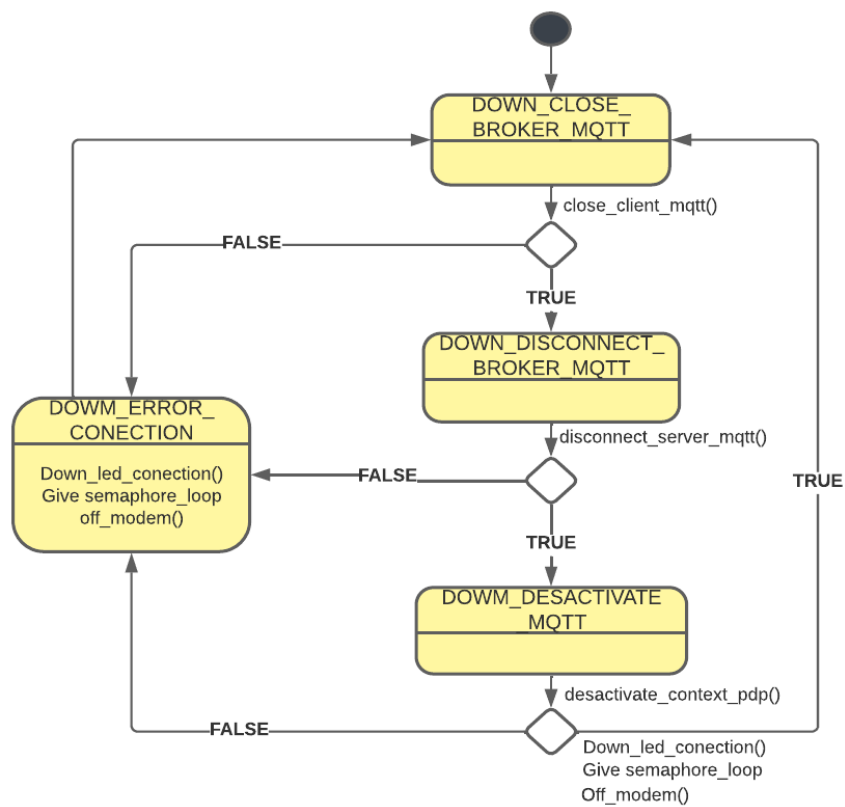 DOWN_CLOSE_
BROKER_MQTT
close_client_mqtt()
FALSE
TRUE
DOWN_DISCONNECT_
BROKER_MQTT
DOWM_ERROR_
CONECTION
Down_led_conection()
Give semaphore_loop
off_modem()
disconnect_server_mqtt()
FALSE
TRUE
TRUE
DOWM_DESACTIVATE
_MQTT
desactivate_context_pdp()
FALSE
Down_led_conection()
Give semaphore_loop
Off_modem()